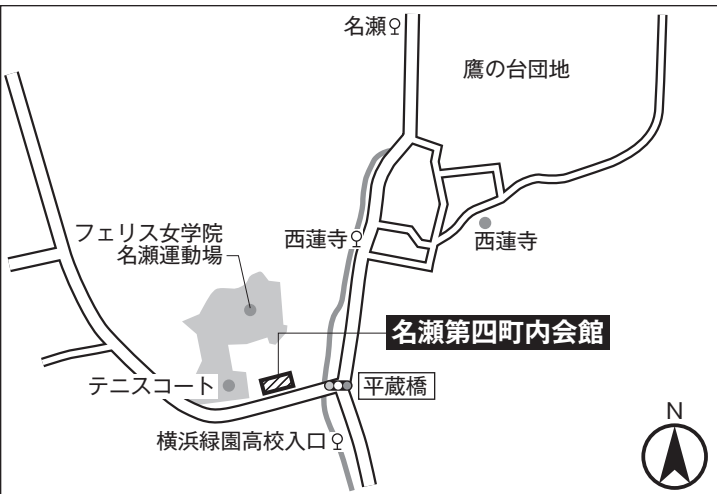 名瀬
鷹の台団地
フェリス女学院
名瀬運動場
西蓮寺
西蓮寺
名瀬第四町内会館
テニスコート
平蔵橋
横浜緑園高校入口
N